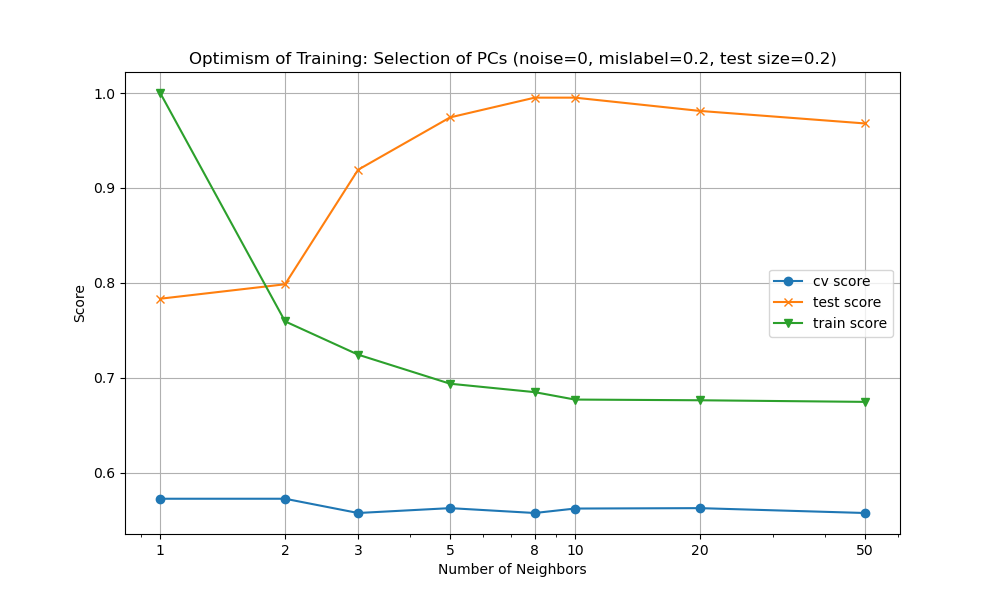 Optimism of Training: Selection of PCs (noise=0, mislabel=0.2, test size=0.2)
Score
1.0
0.9
0.8
0.7
0.6
cv score
test score
train score
1 2 3 5 8 10 20 50
Number of Neighbors